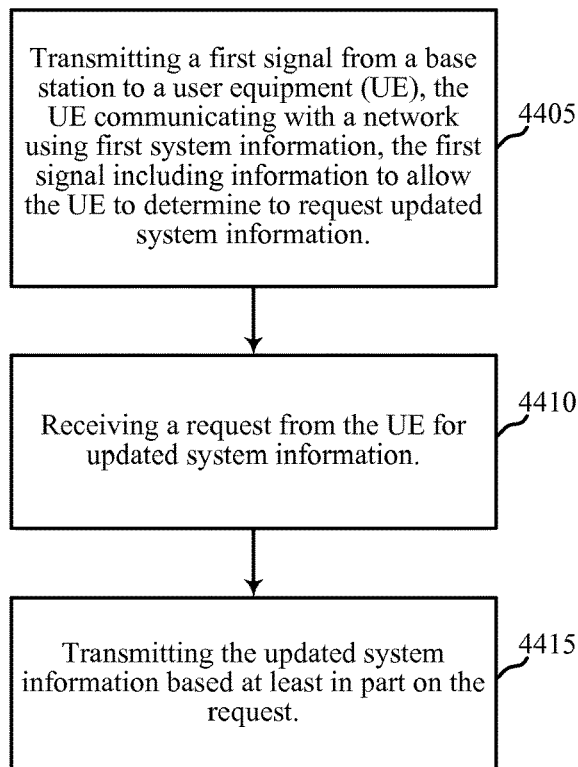 Transmitting a first signal from a base
station to a user equipment (UE), the
UE communicating with a network
using first system information, the first
signal including information to allow
the UE to determine to request updated
system information.
4405
Receiving a request from the UE for
updated system information.
4410
Transmitting the updated system
information based at least in part on the
request.
4415